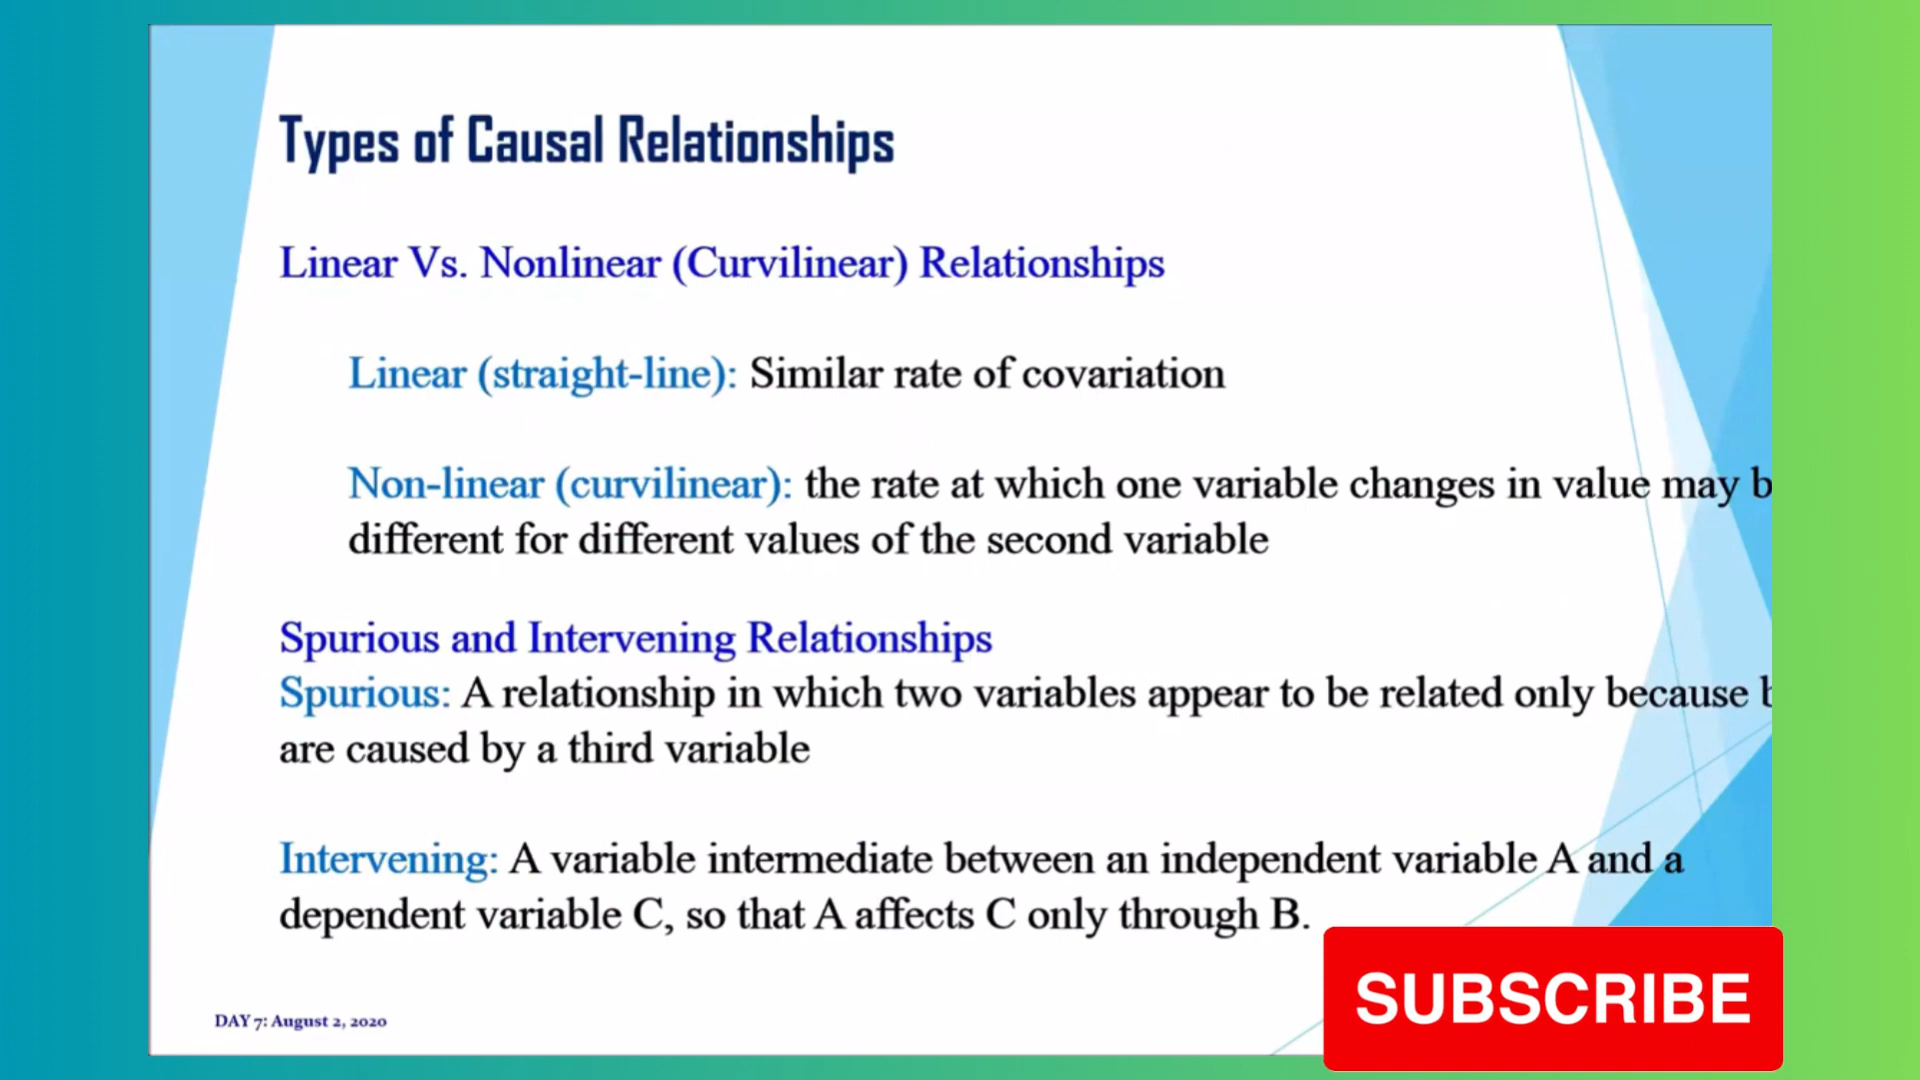 Types of Causal Relationships
Linear Vs. Nonlinear (Curvilinear) Relationships
Linear (straight-line): Similar rate of covariation
Non-linear (curvilinear): the rate at which one variable changes in value may b
different for different values of the second variable
Spurious and Intervening Relationships
Spurious: A relationship in which two variables appear to be related only because
are caused by a third variable
Intervening: A variable intermediate between an independent variable A and a
dependent variable C, so that A affects C only through B.
DAY 7: August 2, 2020
SUBSCRIBE